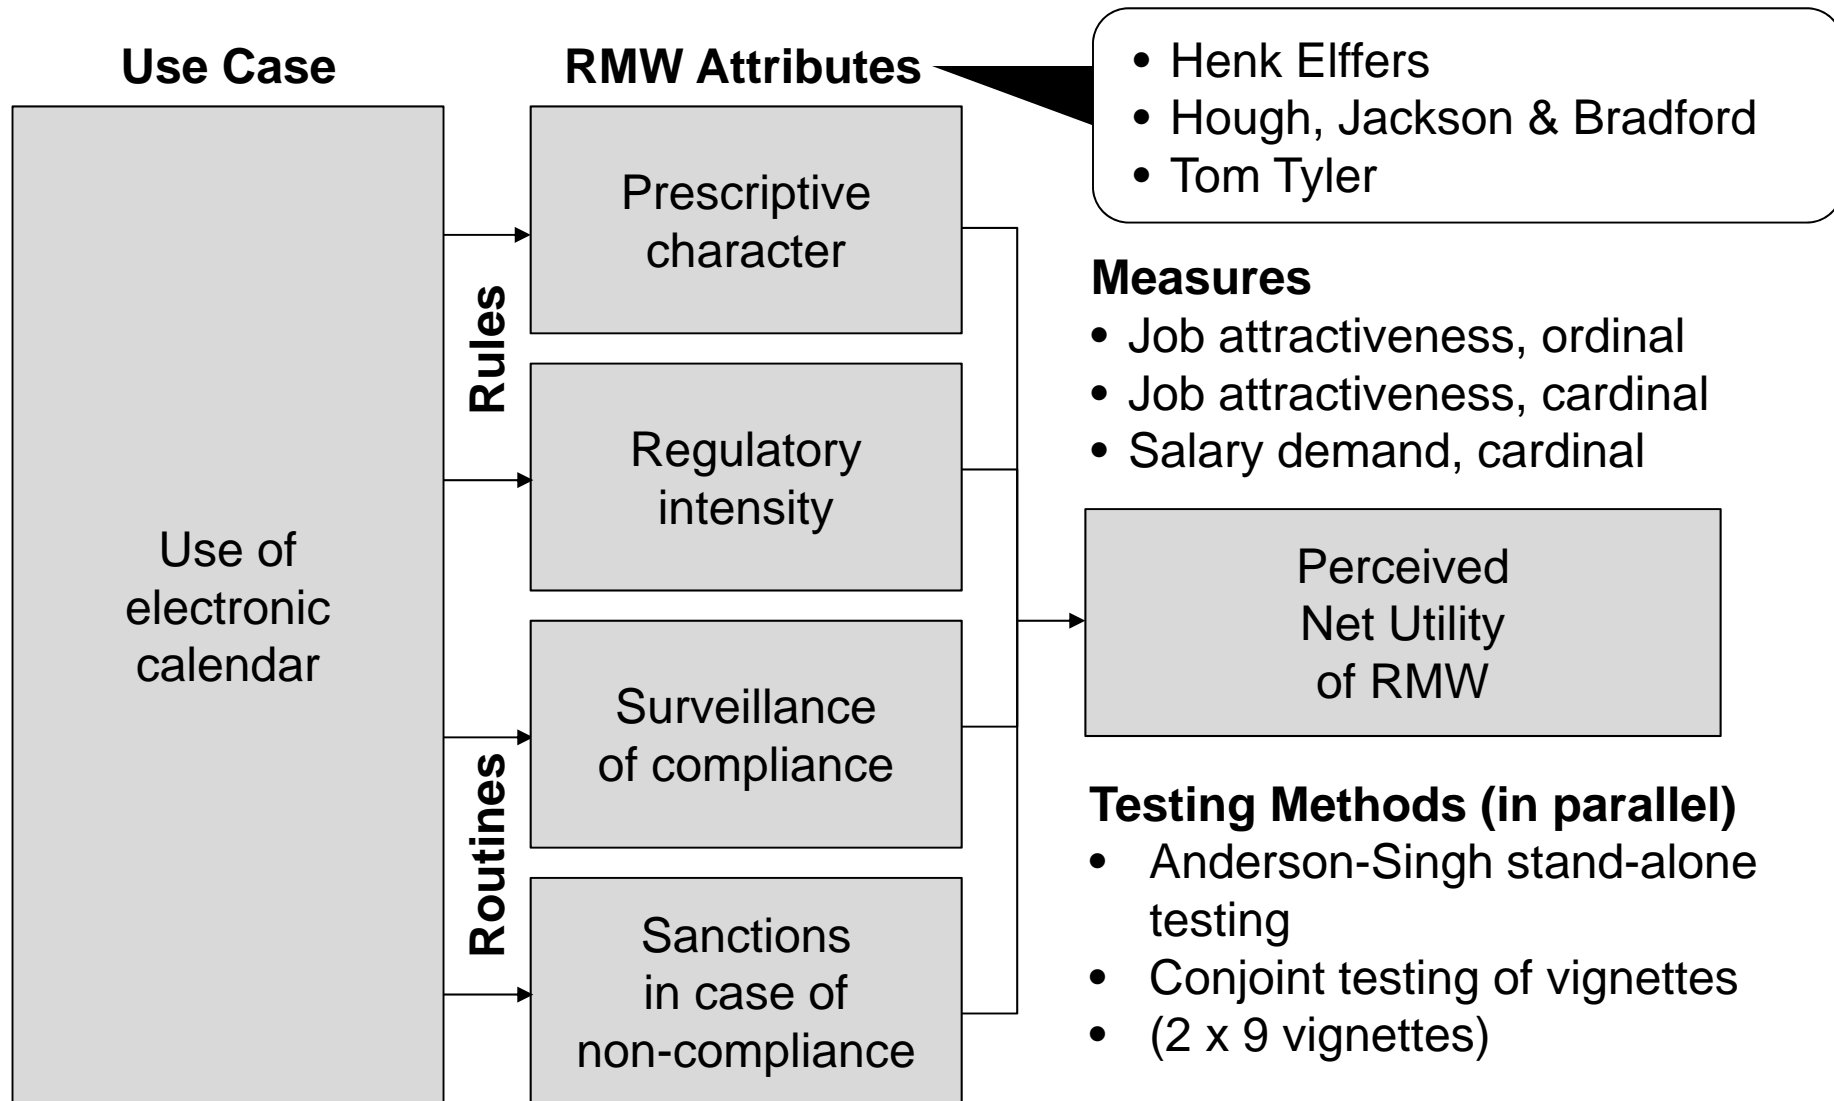 Use Case
RMW Attributes
• Henk Elffers
• Hough, Jackson & Bradford
• Tom Tyler
Use of
electronic
calendar
Rules
Routines
Prescriptive
character
Regulatory
intensity
Surveillance
of compliance
Sanctions
in case of
non-compliance
Measures
• Job attractiveness, ordinal
• Job attractiveness, cardinal
• Salary demand, cardinal
Perceived
Net Utility
of RMW
Testing Methods (in parallel)
• Anderson-Singh stand-alone
testing
• Conjoint testing of vignettes
• (2 x 9 vignettes)